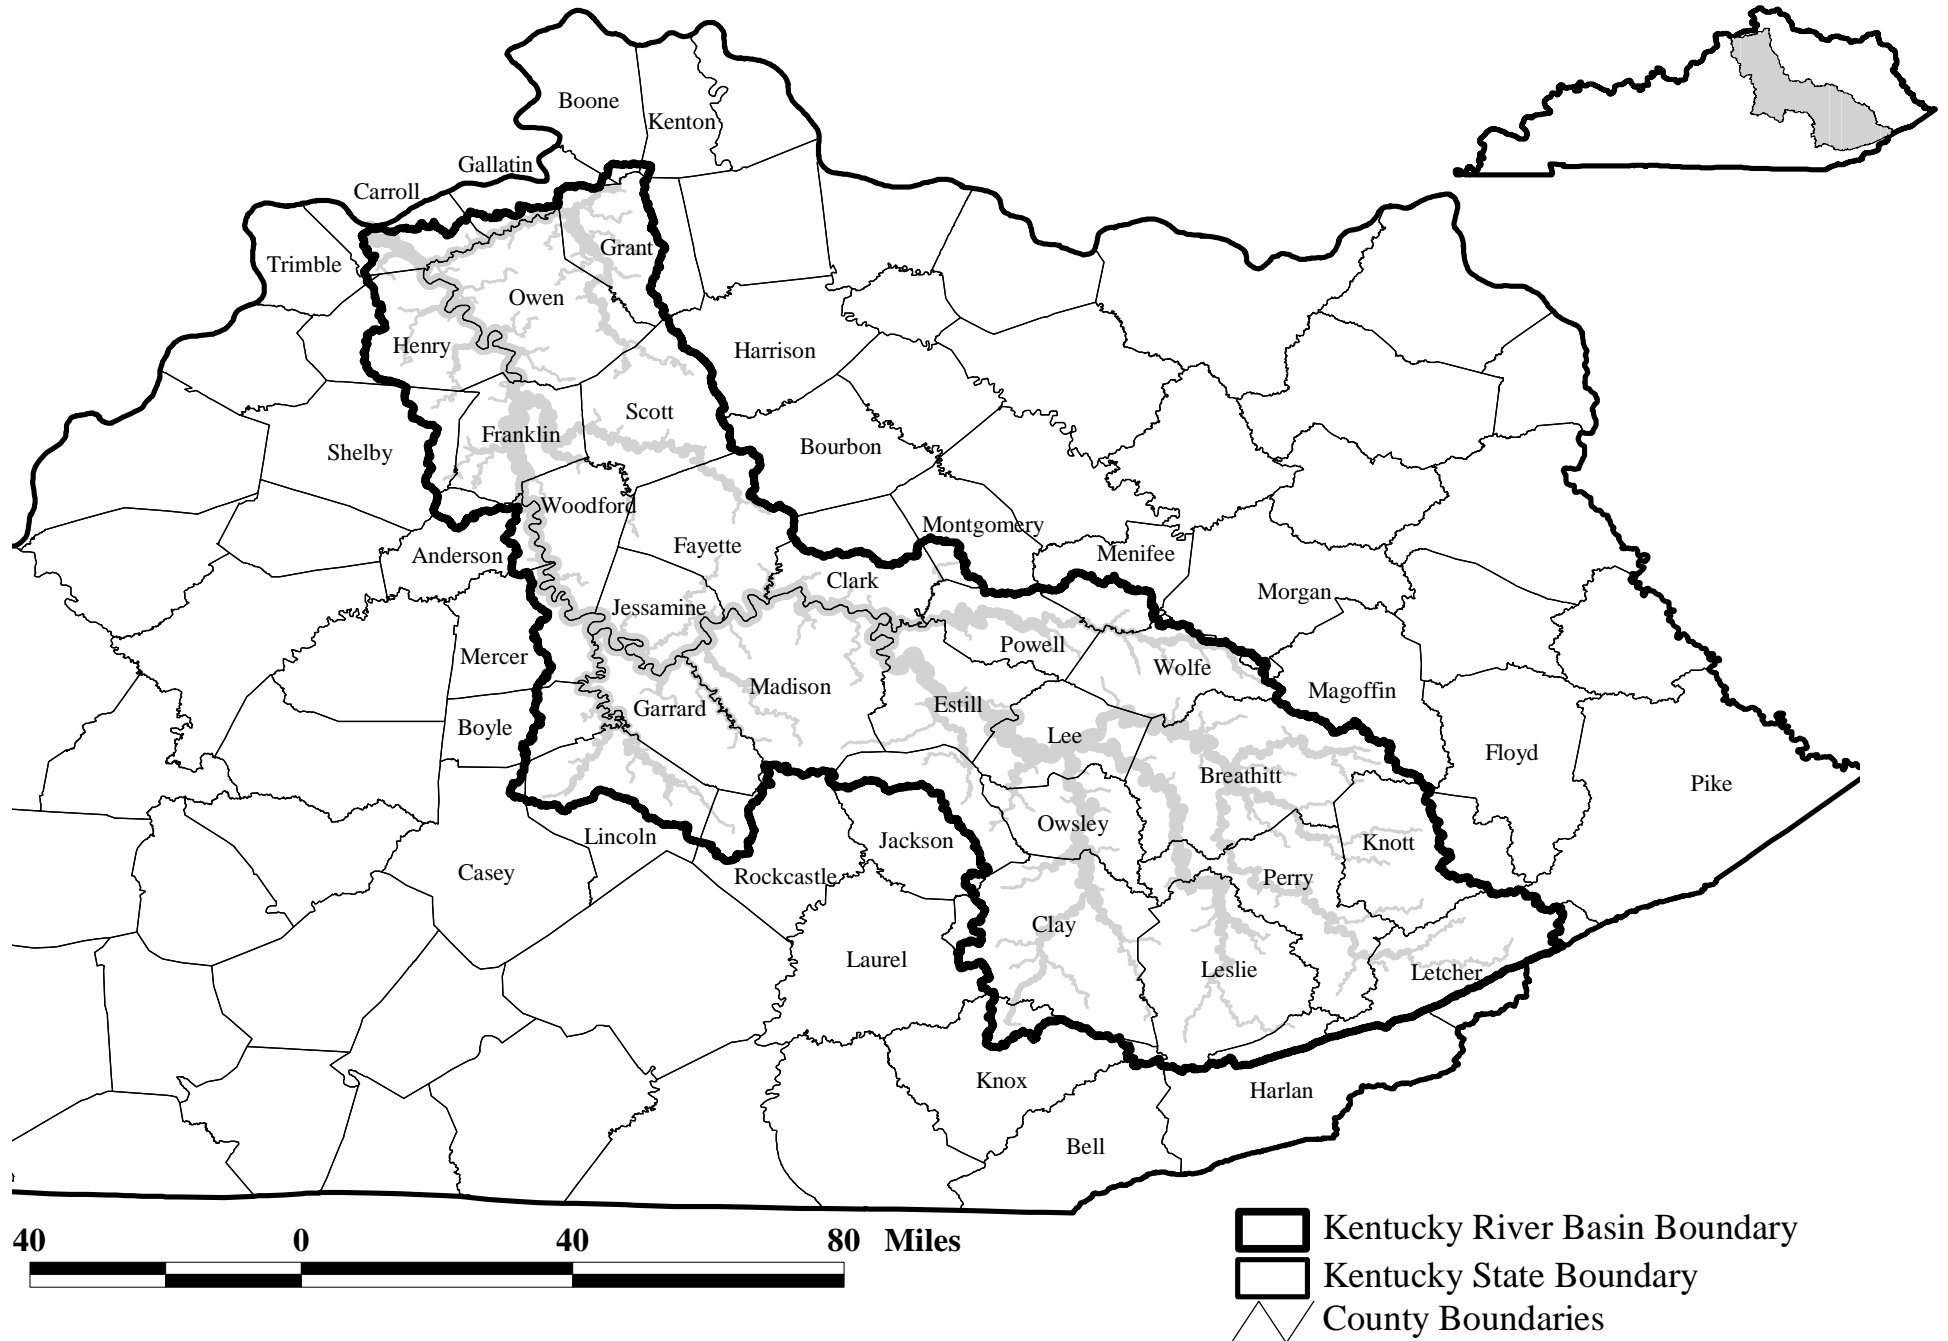 Boone
Kenton
Gallatin
Carroll
Grant
Trimble
Owen
Henry
Harrison
Scott
Franklin
Bourbon
Shelby
Woodford
Montgomery
Fayette
Menifee
Anderson
Clark
Morgan
Jessamine
Powell
Mercer
Wolfe
Madison
Magoffin
Garrard
Estill
Boyle
Lee
Floyd
Breathitt
Pike
Owsley
Lincoln
Jackson
Knott
Casey
Rockcastle
Perry
Clay
Laurel
Leslie
Letcher
Knox
Harlan
Bell
40 0 40 80 Miles
Kentucky River Basin Boundary
Kentucky State Boundary
County Boundaries